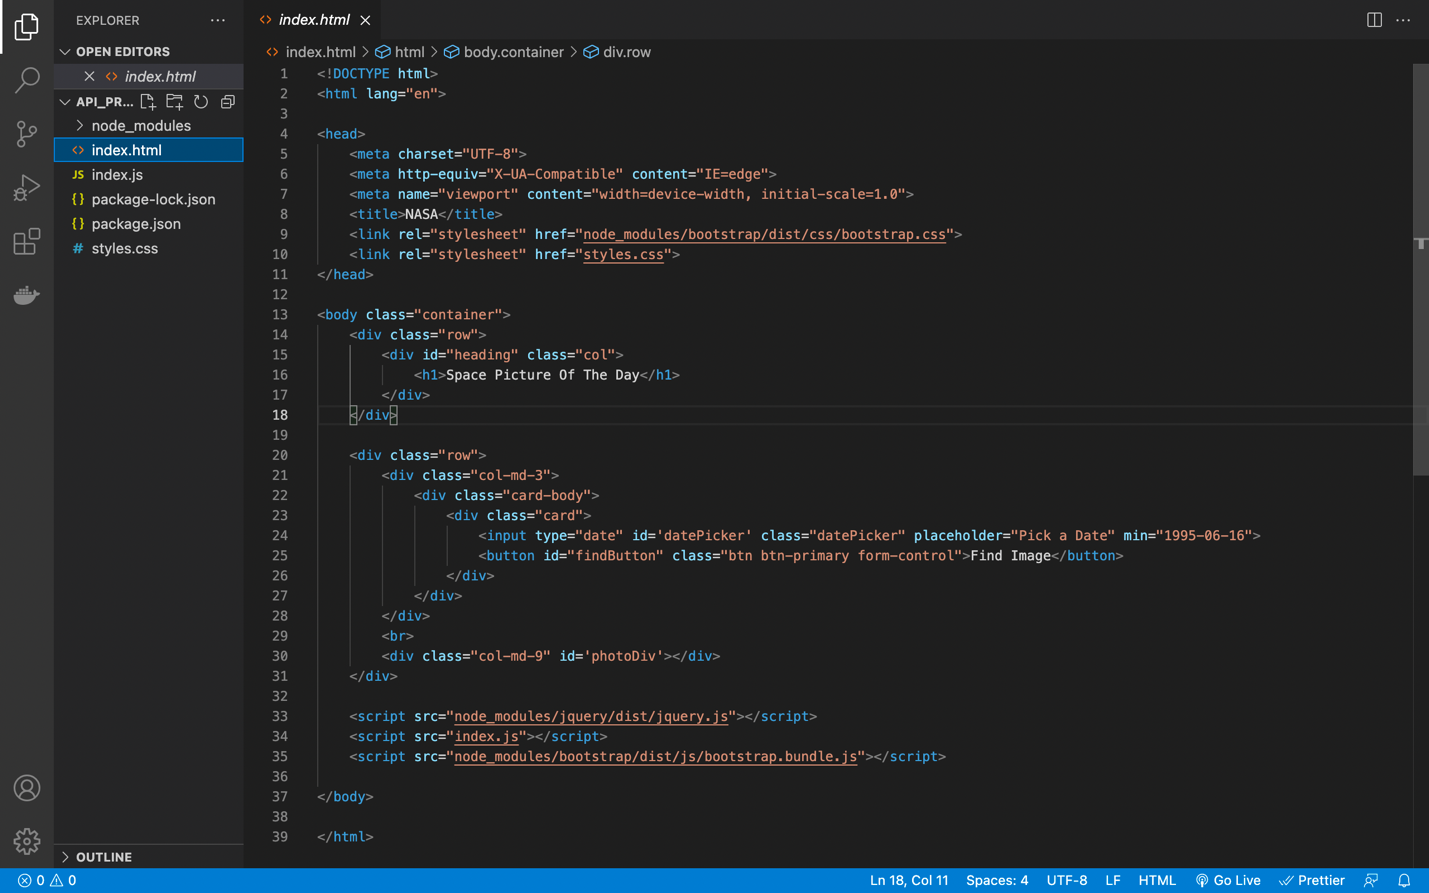 EXPLORER
OPEN EDITORS
index.html
API_PR...
node_modules
index.html
JS index.js
{} package-lock.json
{} package.json
# styles.css
OUTLINE
index.html
index.html > html > body.container > div.row
1 <!DOCTYPE html>
2 <html lang="en">
3
4 <head>
5 <meta charset="UTF-8">
6 <meta http-equiv="X-UA-Compatible" content="IE=edge">
7 <meta name="viewport" content="width=device-width, initial-scale=1.0">
8 <title>NASA</title>
9 <link rel="stylesheet" href="node_modules/bootstrap/dist/css/bootstrap.css">
10 <link rel="stylesheet" href="styles.css">
11 </head>
12
13 <body class="container">
14 <div class="row">
15 <div id="heading" class="col">
16 <h1>Space Picture Of The Day</h1>
17 </div>
18 </div>
19
20 <div class="row">
21 <div class="col-md-3">
22 <div class="card-body">
23 <div class="card">
24 <input type="date" id='datePicker' class="datePicker" placeholder="Pick a Date" min="1995-06-16">
25 <button id="findButton" class="btn btn-primary form-control">Find Image</button>
26 </div>
27 </div>
28 </div>
29 <br>
30 <div class="col-md-9" id='photoDiv'></div>
31 </div>
32
33 <script src="node_modules/jquery/dist/jquery.js"></script>
34 <script src="index.js"></script>
35 <script src="node_modules/bootstrap/dist/js/bootstrap.bundle.js"></script>
36
37 </body>
38
39 </html>
0 0 Ln 18, Col 11 Spaces: 4 UTF-8 LF HTML Go Live Prettier